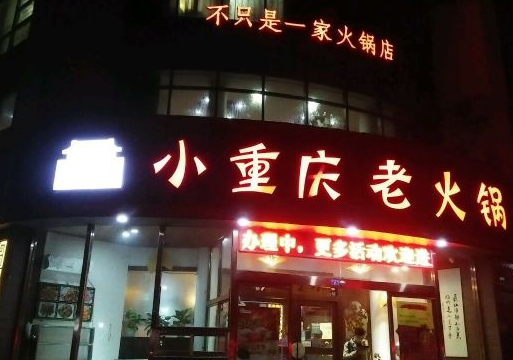 不只是一家火锅店
小重庆老火锅
办理中，更多活动欢迎进